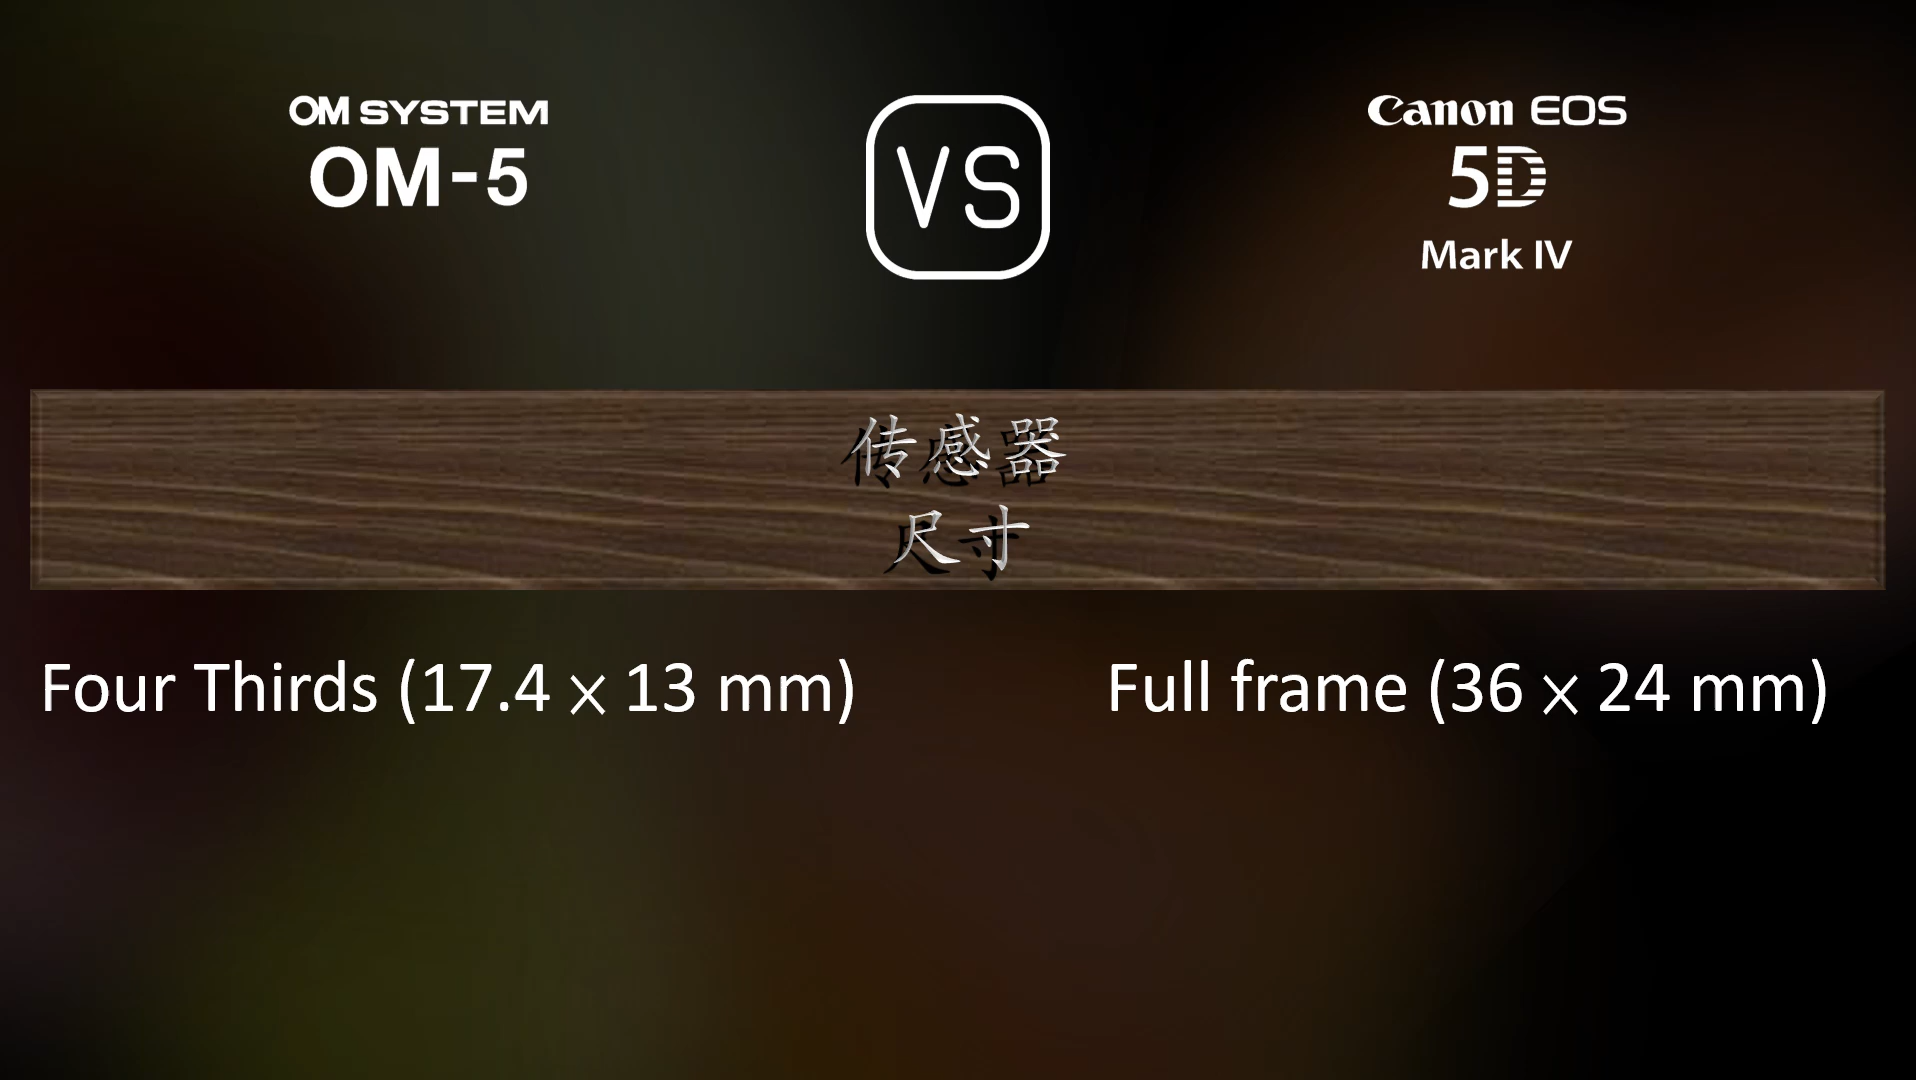 OM SYSTEM
OM-5
VS
Canon EOS
5D
Mark IV
传感器
尺寸
Four Thirds (17.4 x 13 mm)
Full frame (36 x 24 mm)